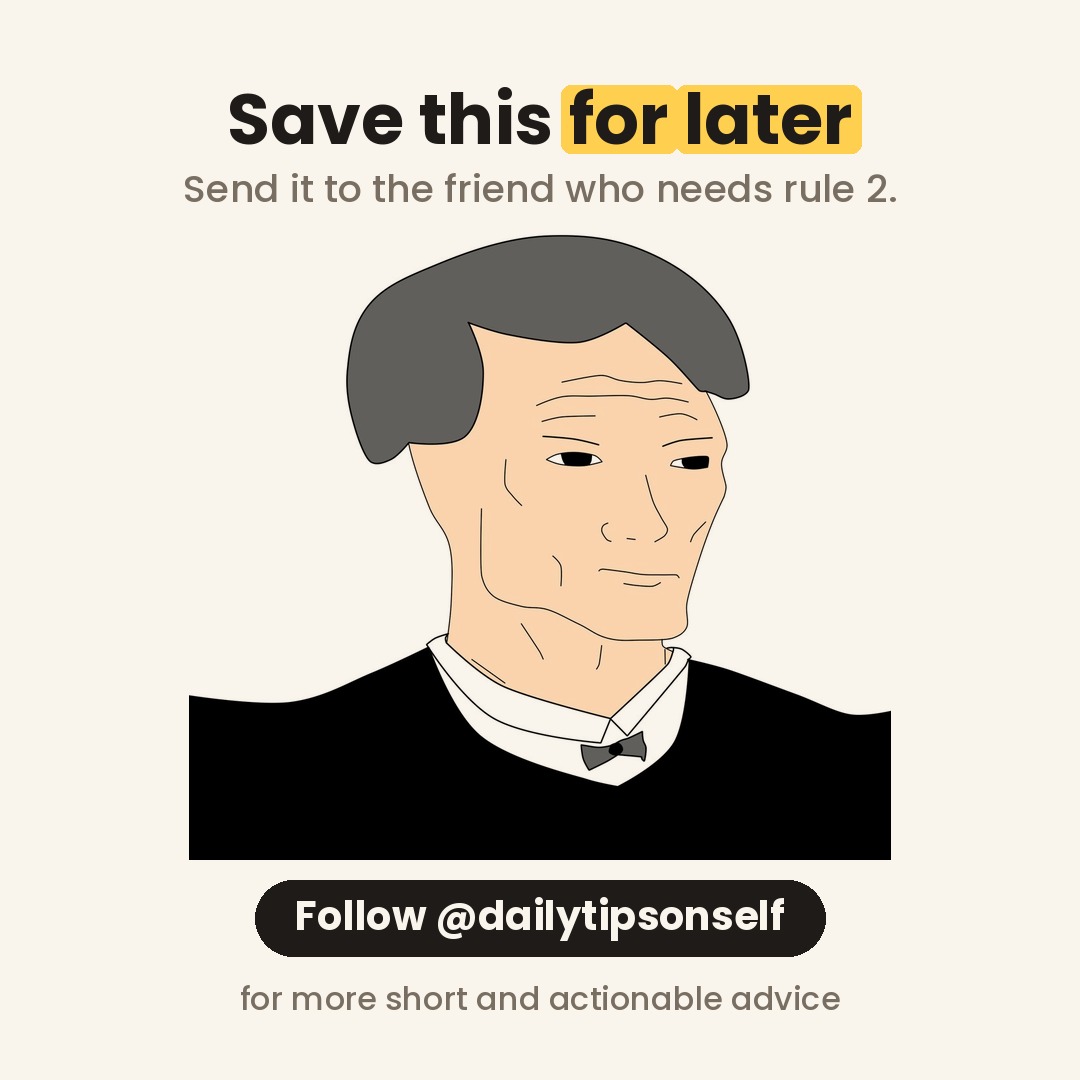 Save this for later
Send it to the friend who needs rule 2.
Follow @dailytipsonself
for more short and actionable advice